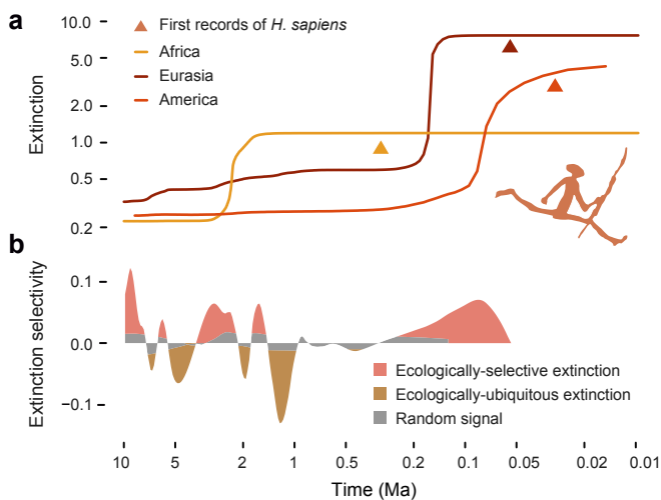 a
First records of H. sapiens
Africa
Eurasia
America
Extinction
10.0
5.0
2.0
1.0
0.5
0.2
b
Extinction selectivity
0.1
0.0
−0.1
Ecologically-selective extinction
Ecologically-ubiquitous extinction
Random signal
10 5 2 1 0.5 0.2 0.1 0.05 0.02 0.01
Time (Ma)